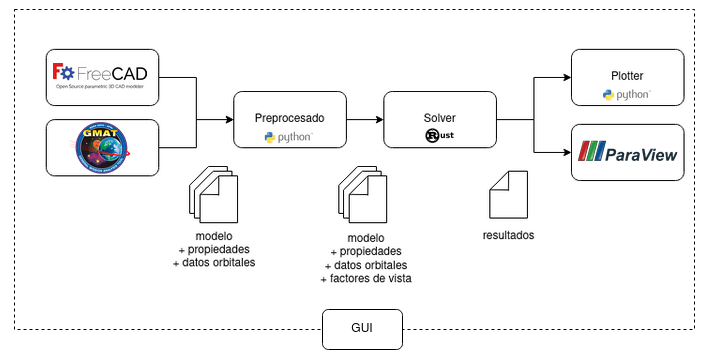 FreeCAD
Open Source parametric 3D CAD modeler
GMAT
Preprocesado
python
Solver
Rust
Plotter
python
ParaView
modelo
+ propiedades
+ datos orbitales
modelo
+ propiedades
+ datos orbitales
+ factores de vista
resultados
GUI